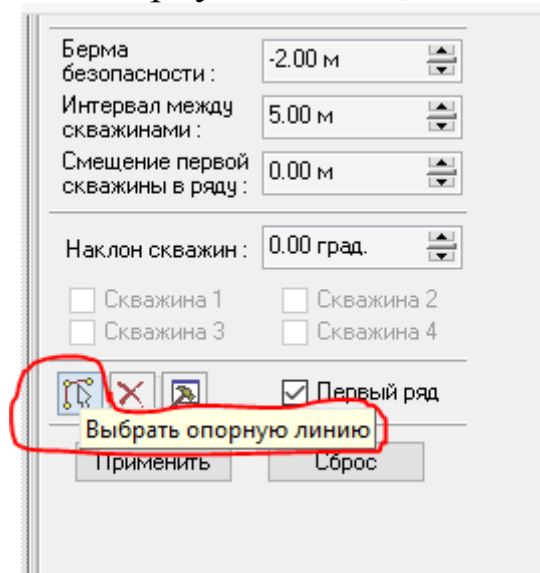 Берма
безопасности :
-2.00 м
Интервал между
скважинами :
5.00 м
Смещение первой
скважины в ряду :
0.00 м
Наклон скважин :
0.00 град.
Скважина 1
Скважина 2
Скважина 3
Скважина 4
Первый ряд
Выбрать опорную линию
Применить
Сброс